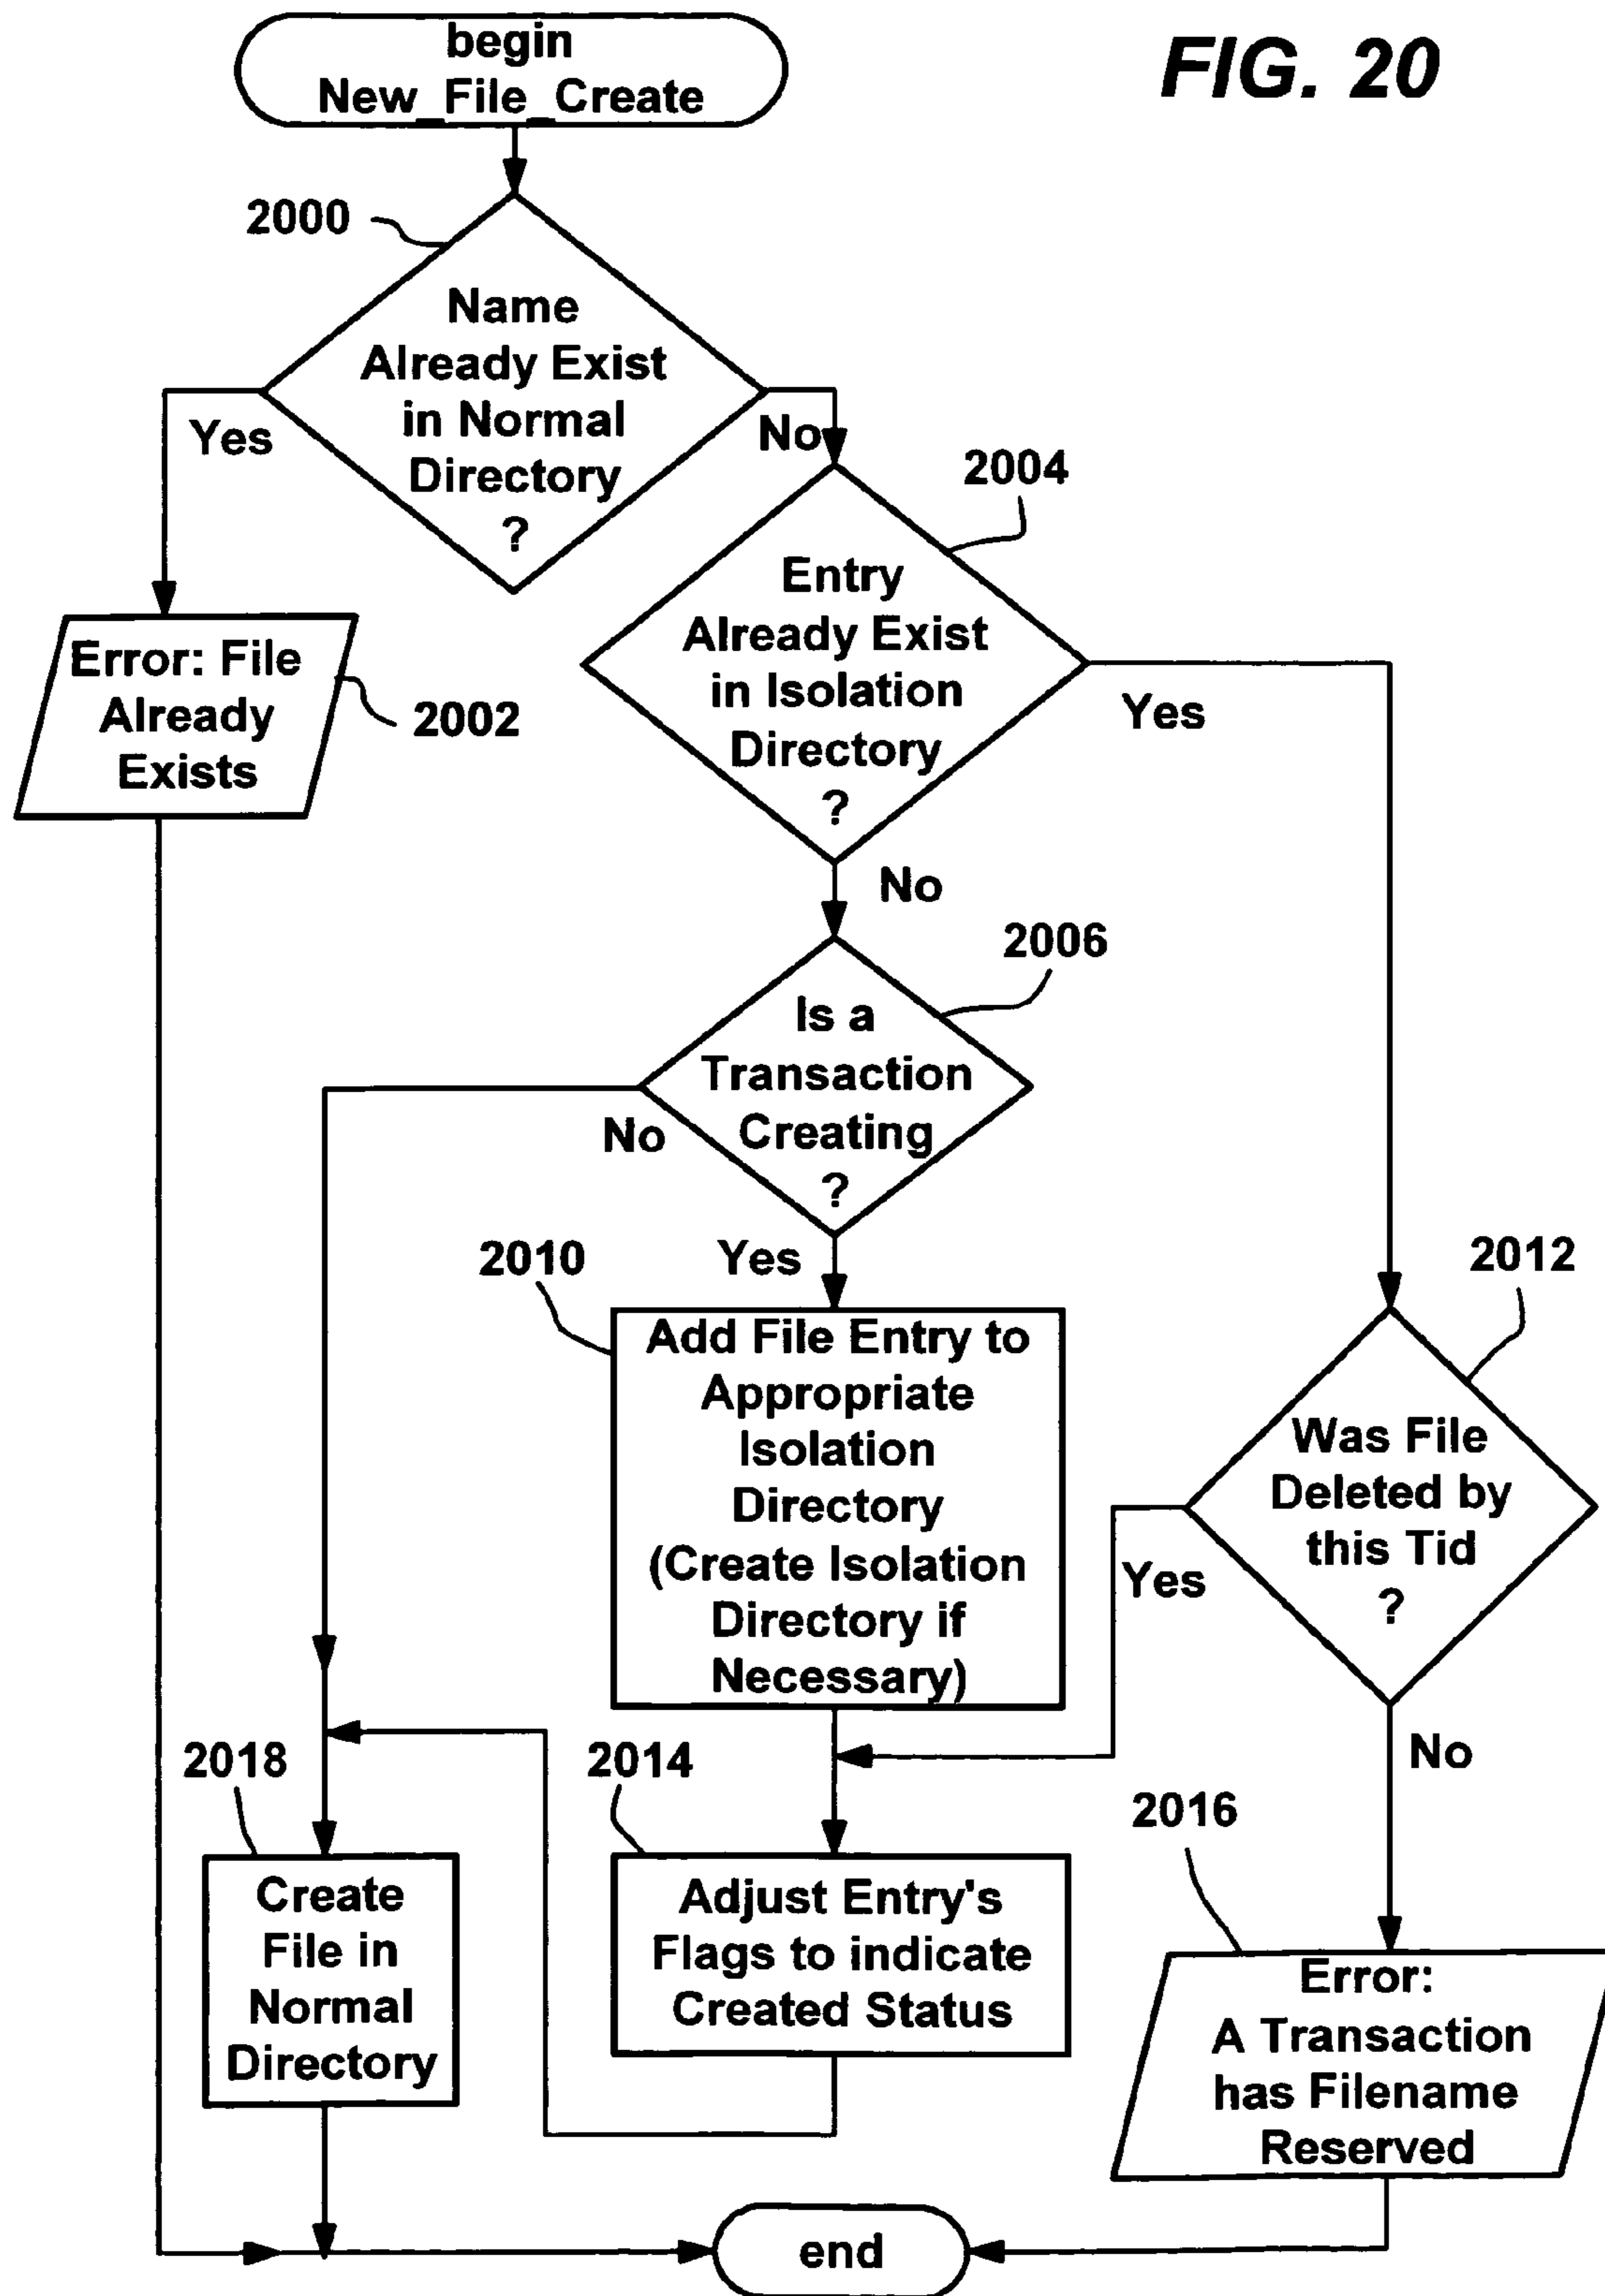 begin
New_File_Create
FIG. 20
2000
Name
Already Exist
in Normal
Directory
?
Yes
No
2004
Entry
Already Exist
in Isolation
Directory
?
Yes
Error: File
Already
Exists
2002
No
2006
Is a
Transaction
Creating
?
No
Yes
2010
Add File Entry to
Appropriate
Isolation
Directory
(Create Isolation
Directory if
Necessary)
2012
Was File
Deleted by
this Tid
?
Yes
No
2018
Create
File in
Normal
Directory
2014
Adjust Entry's
Flags to indicate
Created Status
2016
Error:
A Transaction
has Filename
Reserved
end